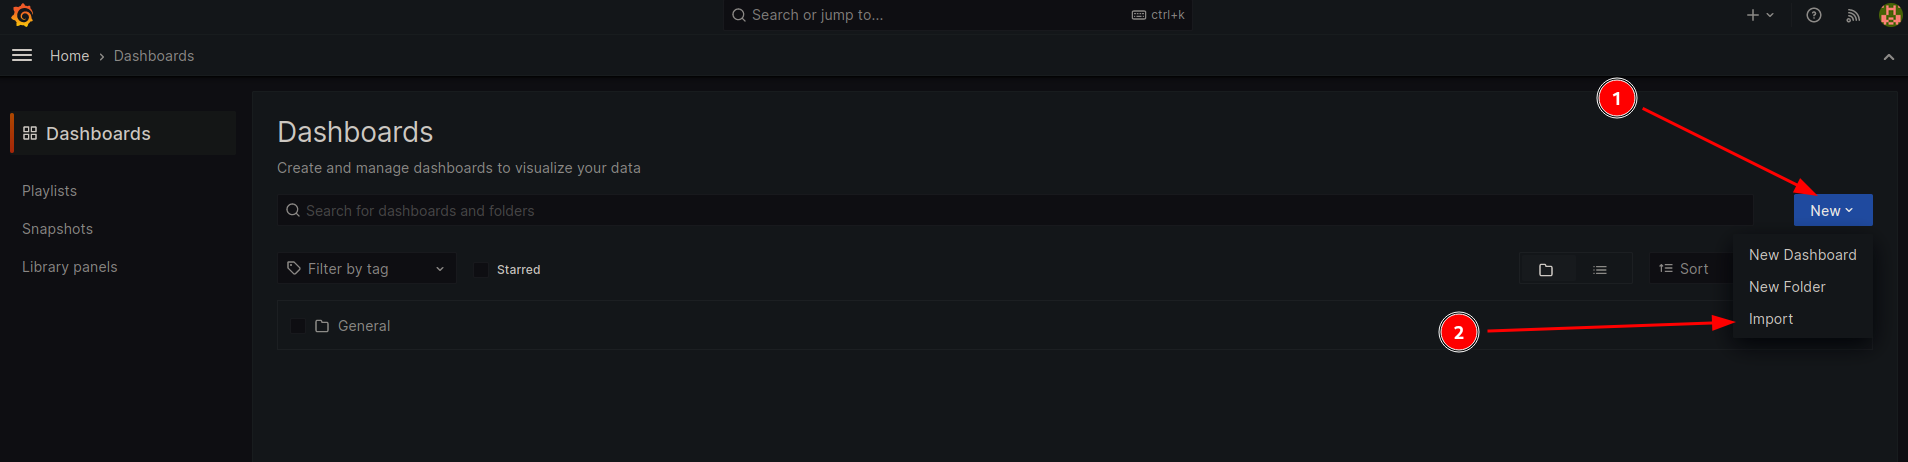 Search or jump to...
ctrl+k
Home › Dashboards
1
Dashboards
Dashboards
Create and manage dashboards to visualize your data
Playlists
Search for dashboards and folders
New
Snapshots
New Dashboard
Library panels
Filter by tag
Starred
Sort
New Folder
General
2
Import